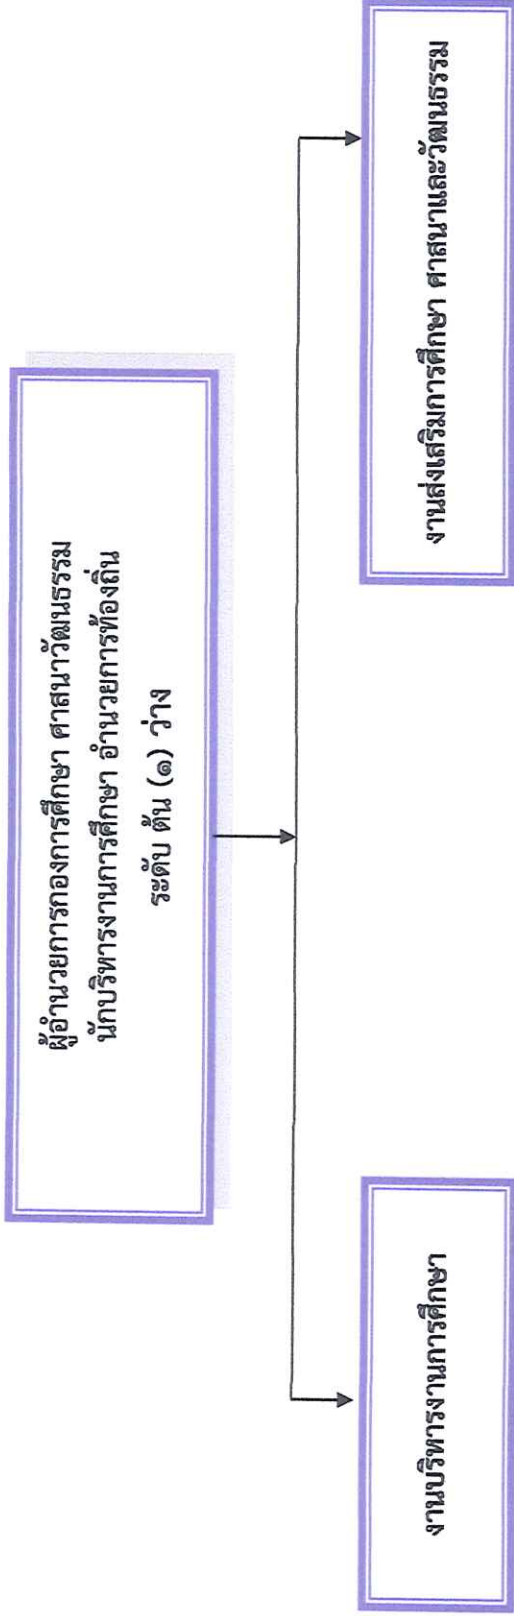 ผู้อำนวยการกองการศึกษา ศาสนาวัฒนธรรม
นักบริหารงานการศึกษา อำนวยการท้องถิ่น
ระดับ ต้น (๑) ว่าง
งานบริหารงานการศึกษา
งานส่งเสริมการศึกษา ศาสนาและวัฒนธรรม